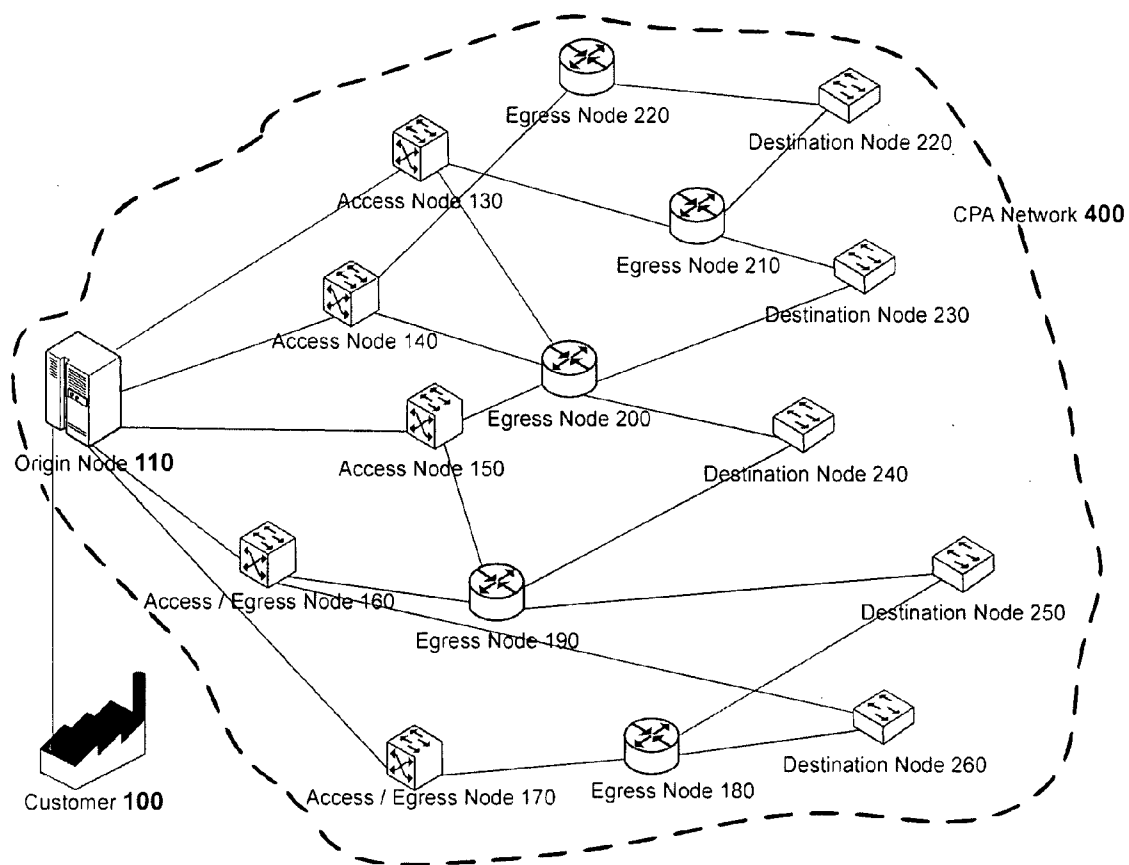 Egress Node 220
Destination Node 220
Access Node 130
CPA Network 400
Egress Node 210
Destination Node 230
Access Node 140
Egress Node 200
Origin Node 110
Access Node 150
Destination Node 240
Access / Egress Node 160
Destination Node 250
Egress Node 190
Destination Node 260
Customer 100
Access / Egress Node 170
Egress Node 180